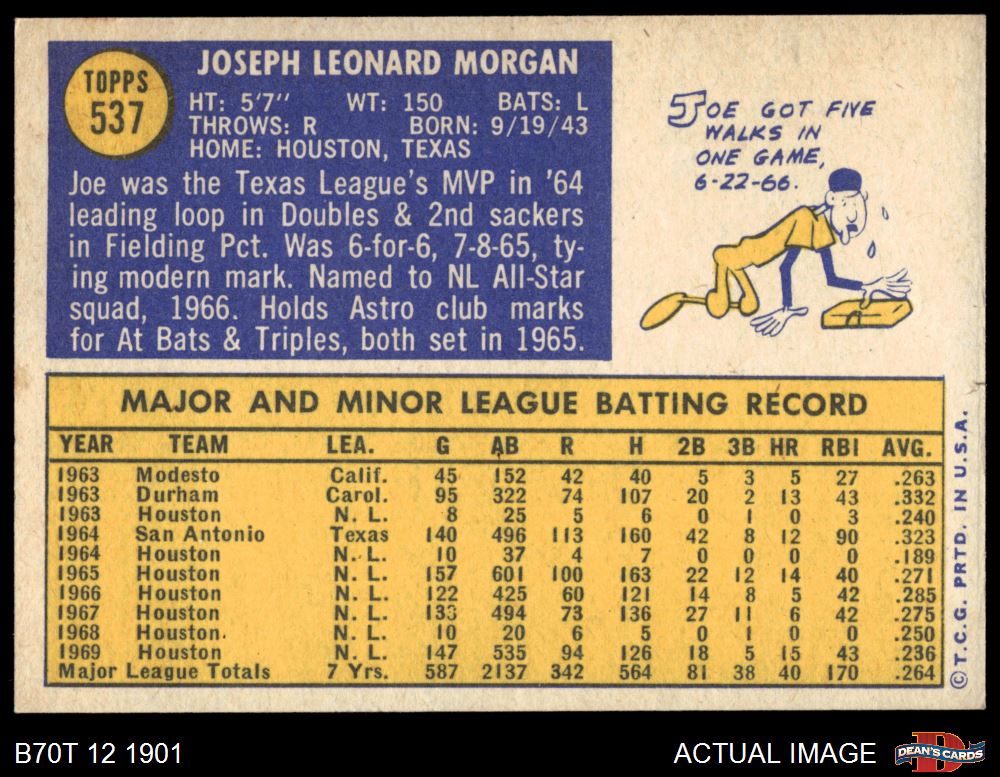 TOPPS
537
JOSEPH LEONARD MORGAN
HT: 5'7" WT: 150 BATS: L
THROWS: R BORN: 9/19/43
HOME: HOUSTON, TEXAS
Joe was the Texas League's MVP in '64
leading loop in Doubles & 2nd sackers
in Fielding Pct. Was 6-for-6, 7-8-65, ty-
ing modern mark. Named to NL All-Star
squad, 1966. Holds Astro club marks
for At Bats & Triples, both set in 1965.
JOE GOT FIVE
WALKS IN
ONE GAME,
6-22-66.
MAJOR AND MINOR LEAGUE BATTING RECORD
YEAR TEAM LEA. G AB R H 2B 3B HR RBI AVG.
1963 Modesto Calif. 45 152 42 40 5 3 5 27 .263
1963 Durham Carol. 95 322 74 107 20 2 13 43 .332
1963 Houston N. L. 8 25 5 6 0 1 0 3 .240
1964 San Antonio Texas 140 496 113 160 42 8 12 90 .323
1964 Houston N. L. 10 37 4 7 0 0 0 0 .189
1965 Houston N. L. 157 601 100 163 22 12 14 40 .271
1966 Houston N. L. 122 425 60 121 14 8 5 42 .285
1967 Houston N. L. 133 494 73 136 27 11 6 42 .275
1968 Houston. N. L. 10 20 6 5 0 1 0 0 .250
1969 Houston N. L. 147 535 94 126 18 5 15 43 .236
Major League Totals 7 Yrs. 587 2137 342 564 81 38 40 170 .264
©T.C.G. PRTD. IN U.S.A.
B70T 12 1901
ACTUAL IMAGE
DEAN'S CARDS